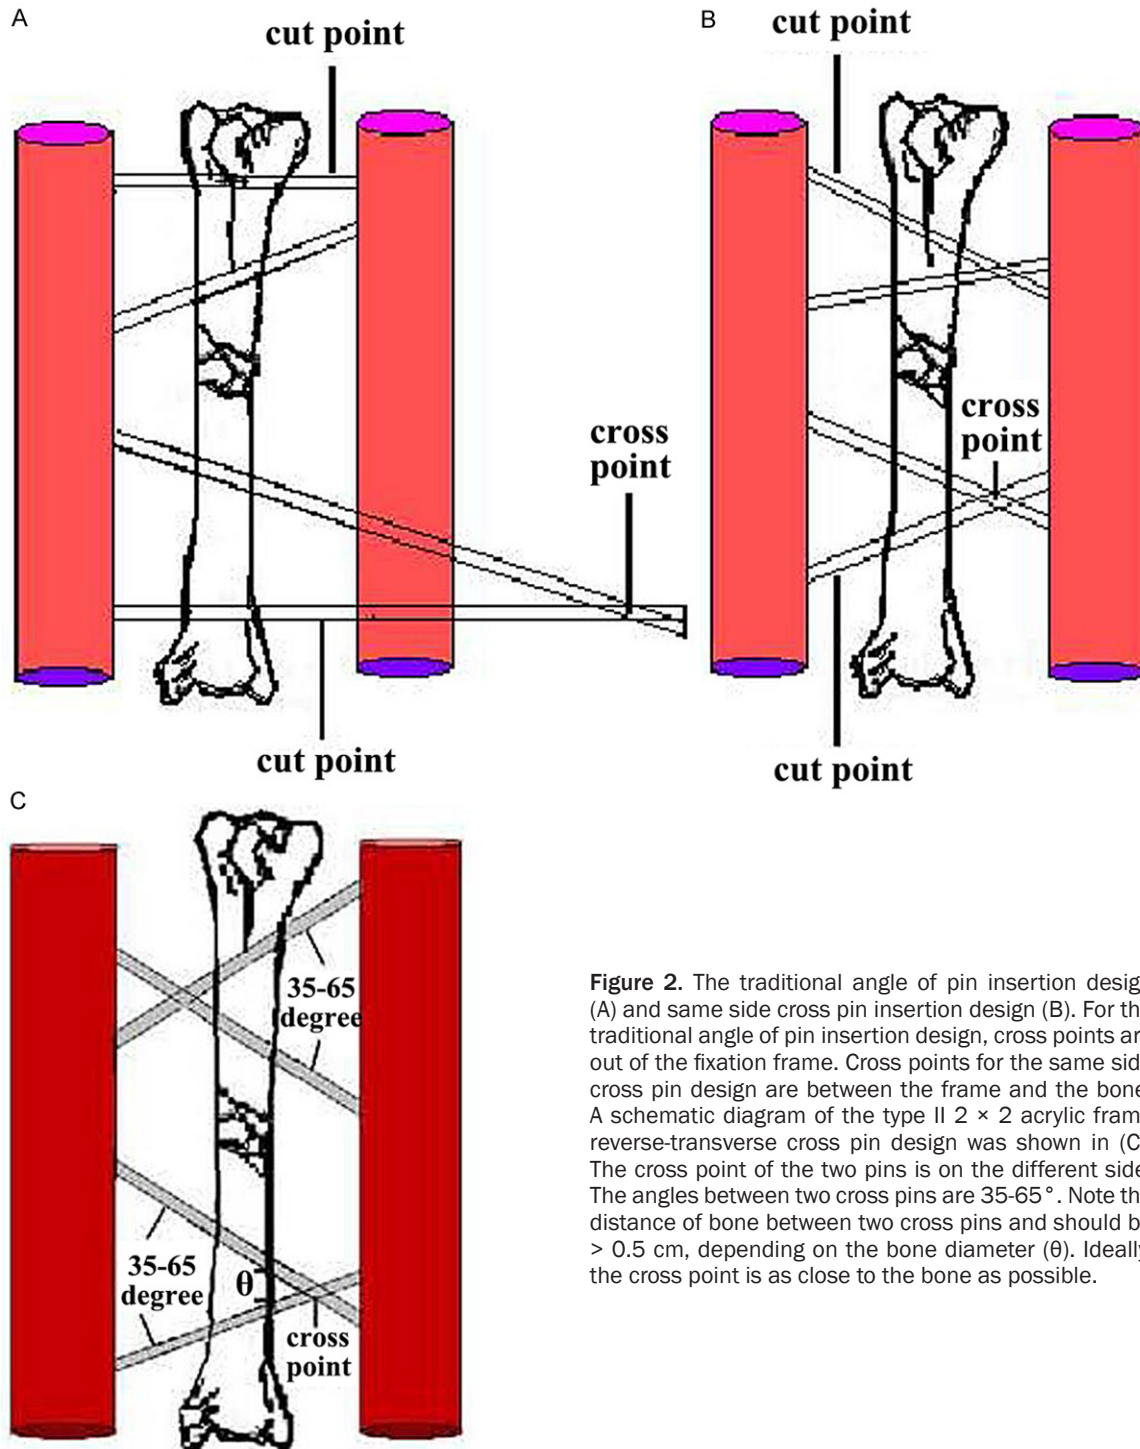 A
cut point
B
cut point
cross
point
cross
point
cut point
cut point
C
35-65
degree
35-65
degree
θ
cross
point
Figure 2. The traditional angle of pin insertion desig
(A) and same side cross pin insertion design (B). For th
traditional angle of pin insertion design, cross points ar
out of the fixation frame. Cross points for the same sid
cross pin design are between the frame and the bone
A schematic diagram of the type II 2 × 2 acrylic fram
reverse-transverse cross pin design was shown in (C
The cross point of the two pins is on the different side
The angles between two cross pins are 35-65°. Note th
distance of bone between two cross pins and should b
> 0.5 cm, depending on the bone diameter (θ). Ideally
the cross point is as close to the bone as possible.